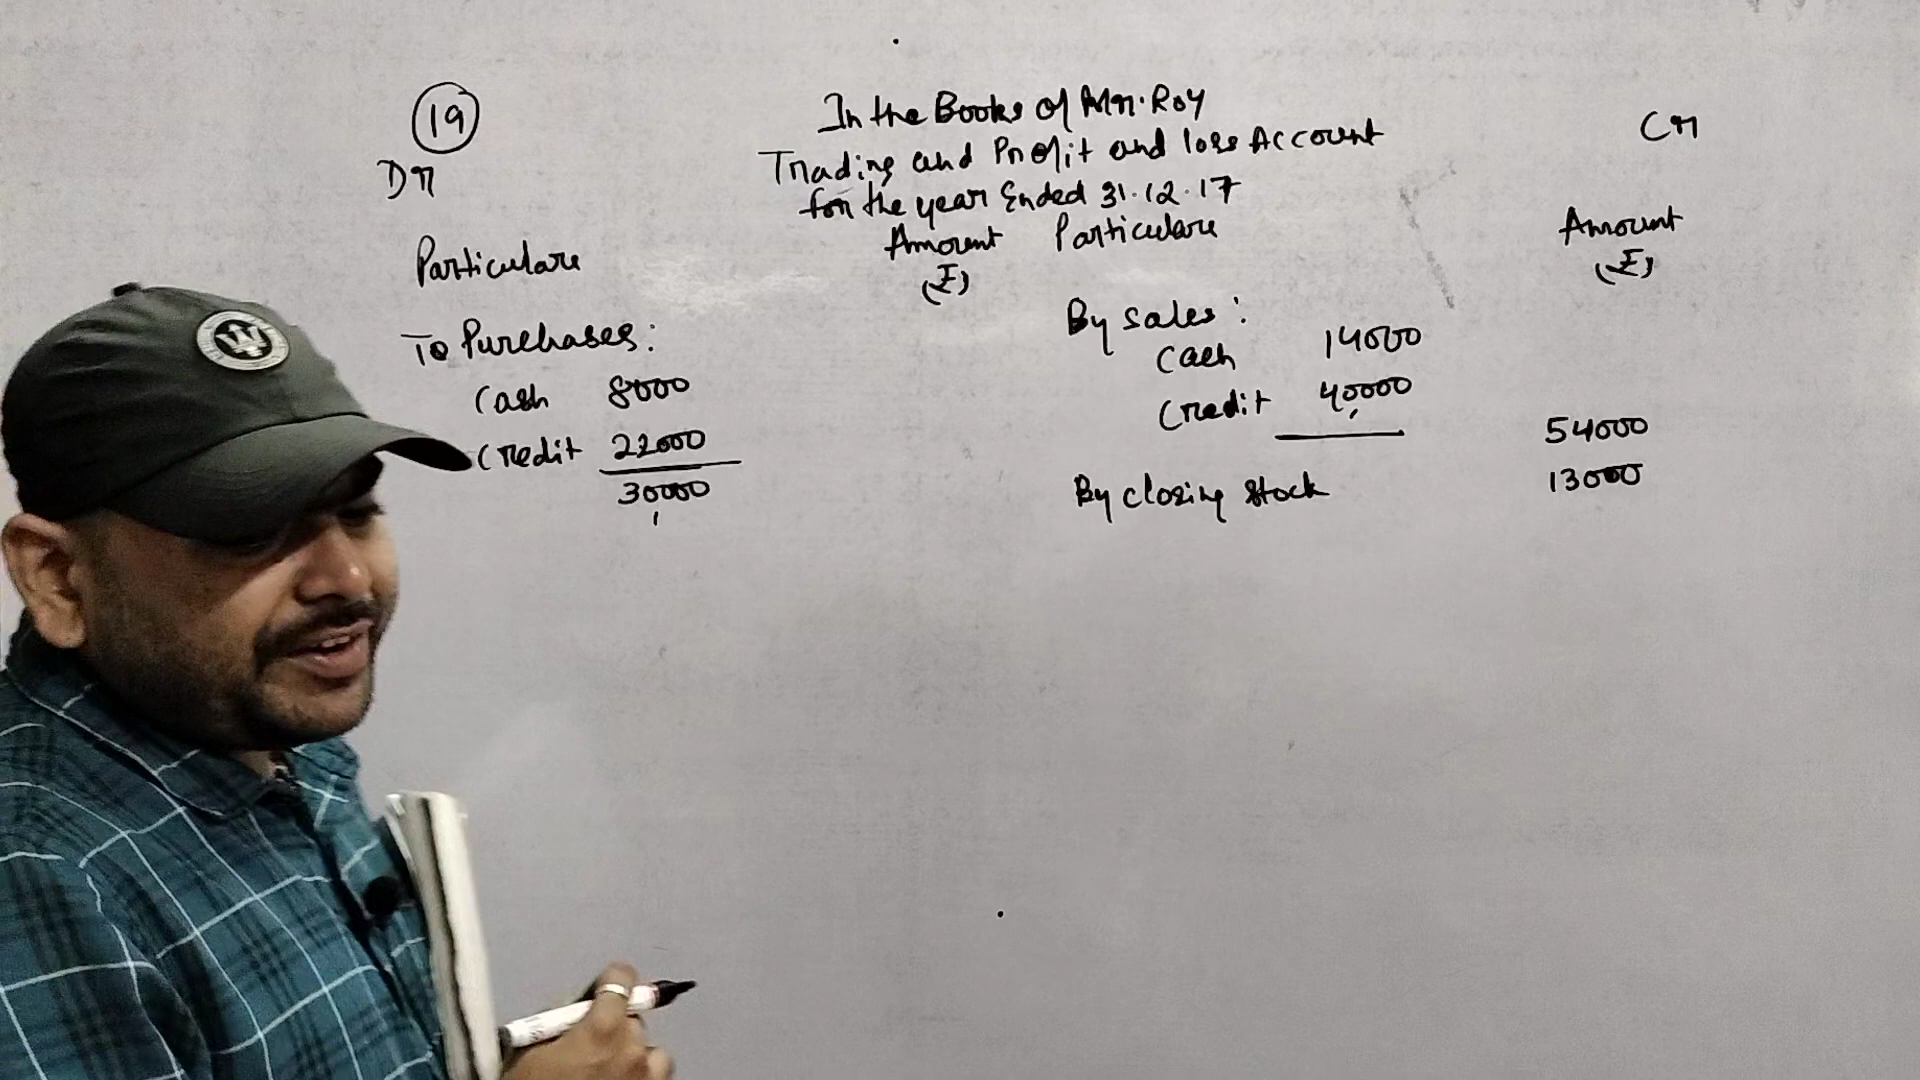 19
In the Books of Mr. Roy
Trading and Profit and loss Account
for the year Ended 31.12.17
Dr
Cr
Particulars
Amount
(₹)
Particulars
Amount
(₹)
To Purchases:
Cash 8000
Credit 22000
30000
By sales:
Cash 14000
Credit 40000
54000
By closing stock 13000